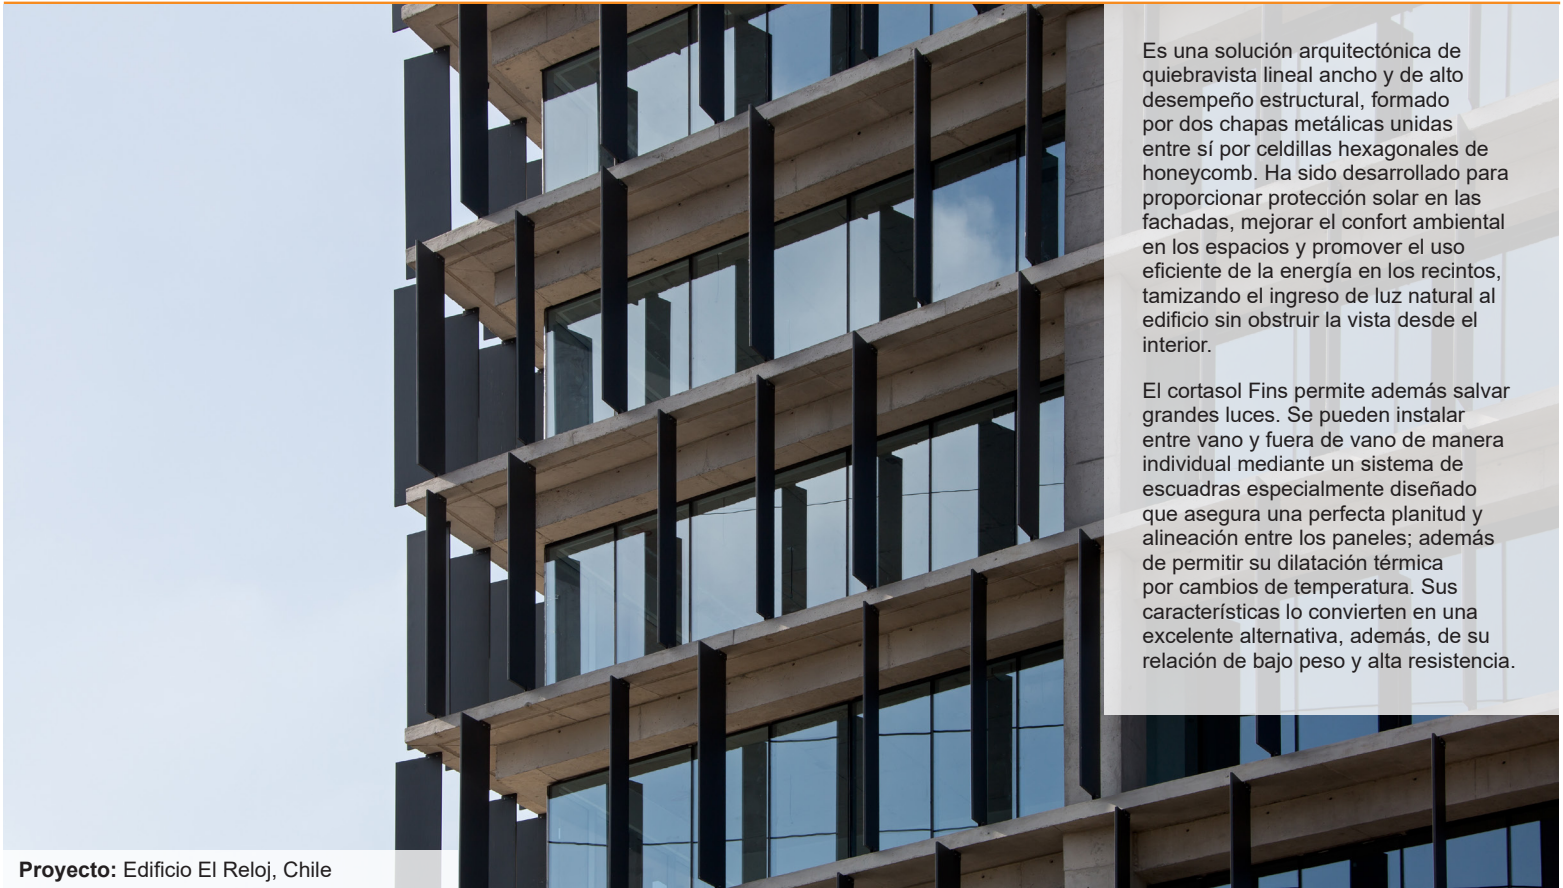 Es una solución arquitectónica de
quiebravista lineal ancho y de alto
desempeño estructural, formado
por dos chapas metálicas unidas
entre sí por celdillas hexagonales de
honeycomb. Ha sido desarrollado para
proporcionar protección solar en las
fachadas, mejorar el confort ambiental
en los espacios y promover el uso
eficiente de la energía en los recintos,
tamizando el ingreso de luz natural al
edificio sin obstruir la vista desde el
interior.
El cortasol Fins permite además salvar
grandes luces. Se pueden instalar
entre vano y fuera de vano de manera
individual mediante un sistema de
escuadras especialmente diseñado
que asegura una perfecta planitud y
alineación entre los paneles; además
de permitir su dilatación térmica
por cambios de temperatura. Sus
características lo convierten en una
excelente alternativa, además, de su
relación de bajo peso y alta resistencia.
Proyecto: Edificio El Reloj, Chile